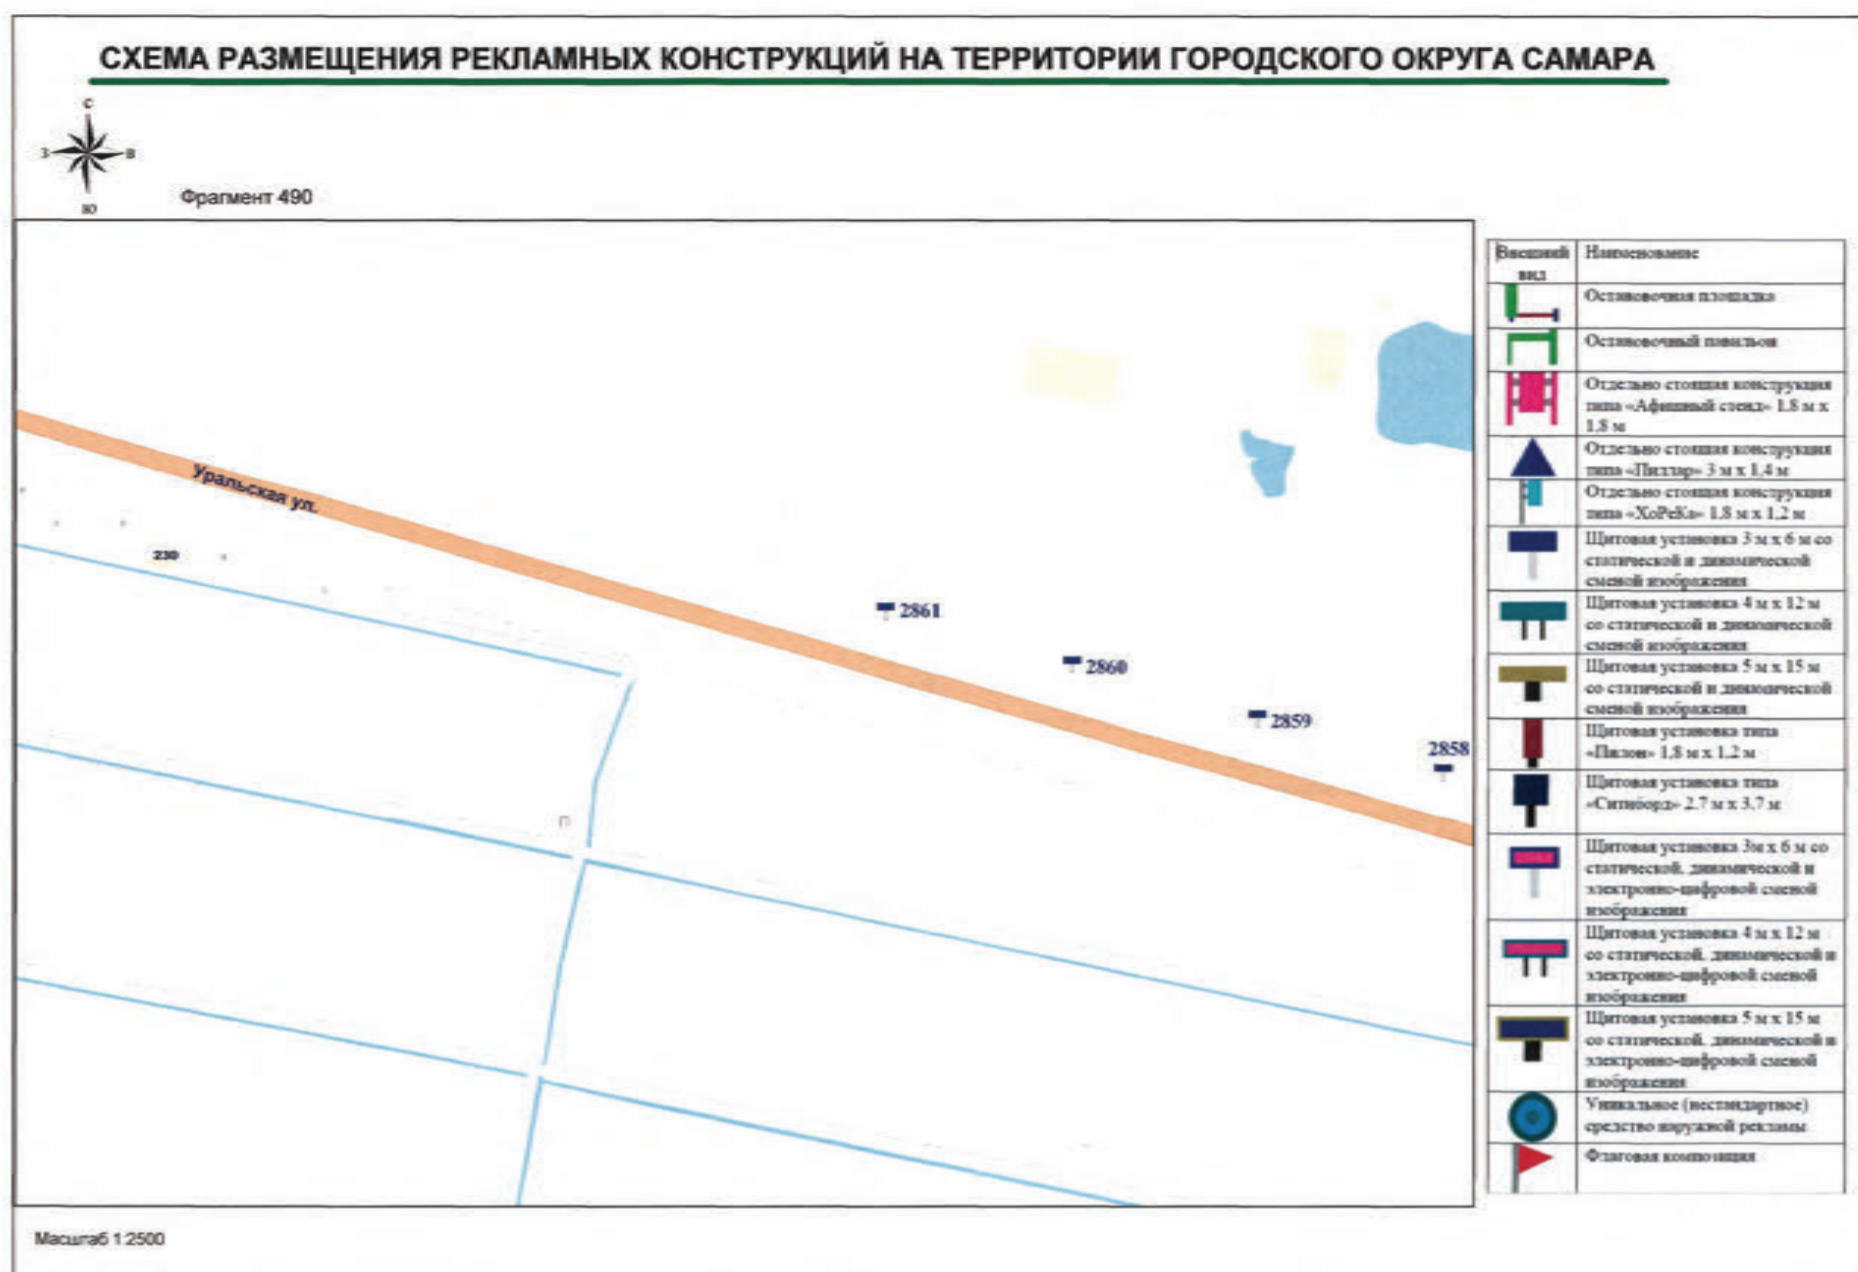 СХЕМА РАЗМЕЩЕНИЯ РЕКЛАМНЫХ КОНСТРУКЦИЙ НА ТЕРРИТОРИИ ГОРОДСКОГО ОКРУГА САМАРА
С
З
В
Ю
Фрагмент 490
Уральская ул.
230
2861
2860
2859
2858
П
Внешний
вид
Наименование
Остановочная площадка
Остановочный павильон
Отдельно стоящая конструкция
типа «Афишный стенд» 1,8 м х
1,8 м
Отдельно стоящая конструкция
типа «Пиллар» 3 м х 1,4 м
Отдельно стоящая конструкция
типа «ХоРеКа» 1,8 м х 1,2 м
Щитовая установка 3 м х 6 м со
статической и динамической
сменой изображения
Щитовая установка 4 м х 12 м
со статической и динамической
сменой изображения
Щитовая установка 5 м х 15 м
со статической и динамической
сменой изображения
Щитовая установка типа
«Пилон» 1,8 м х 1,2 м
Щитовая установка типа
«Ситиборд» 2,7 м х 3,7 м
Щитовая установка 3м х 6 м со
статической, динамической и
электронно-цифровой сменой
изображения
Щитовая установка 4 м х 12 м
со статической, динамической и
электронно-цифровой сменой
изображения
Щитовая установка 5 м х 15 м
со статической, динамической и
электронно-цифровой сменой
изображения
Уникальное (нестандартное)
средство наружной рекламы
Флаговая композиция
Масштаб 1:2500